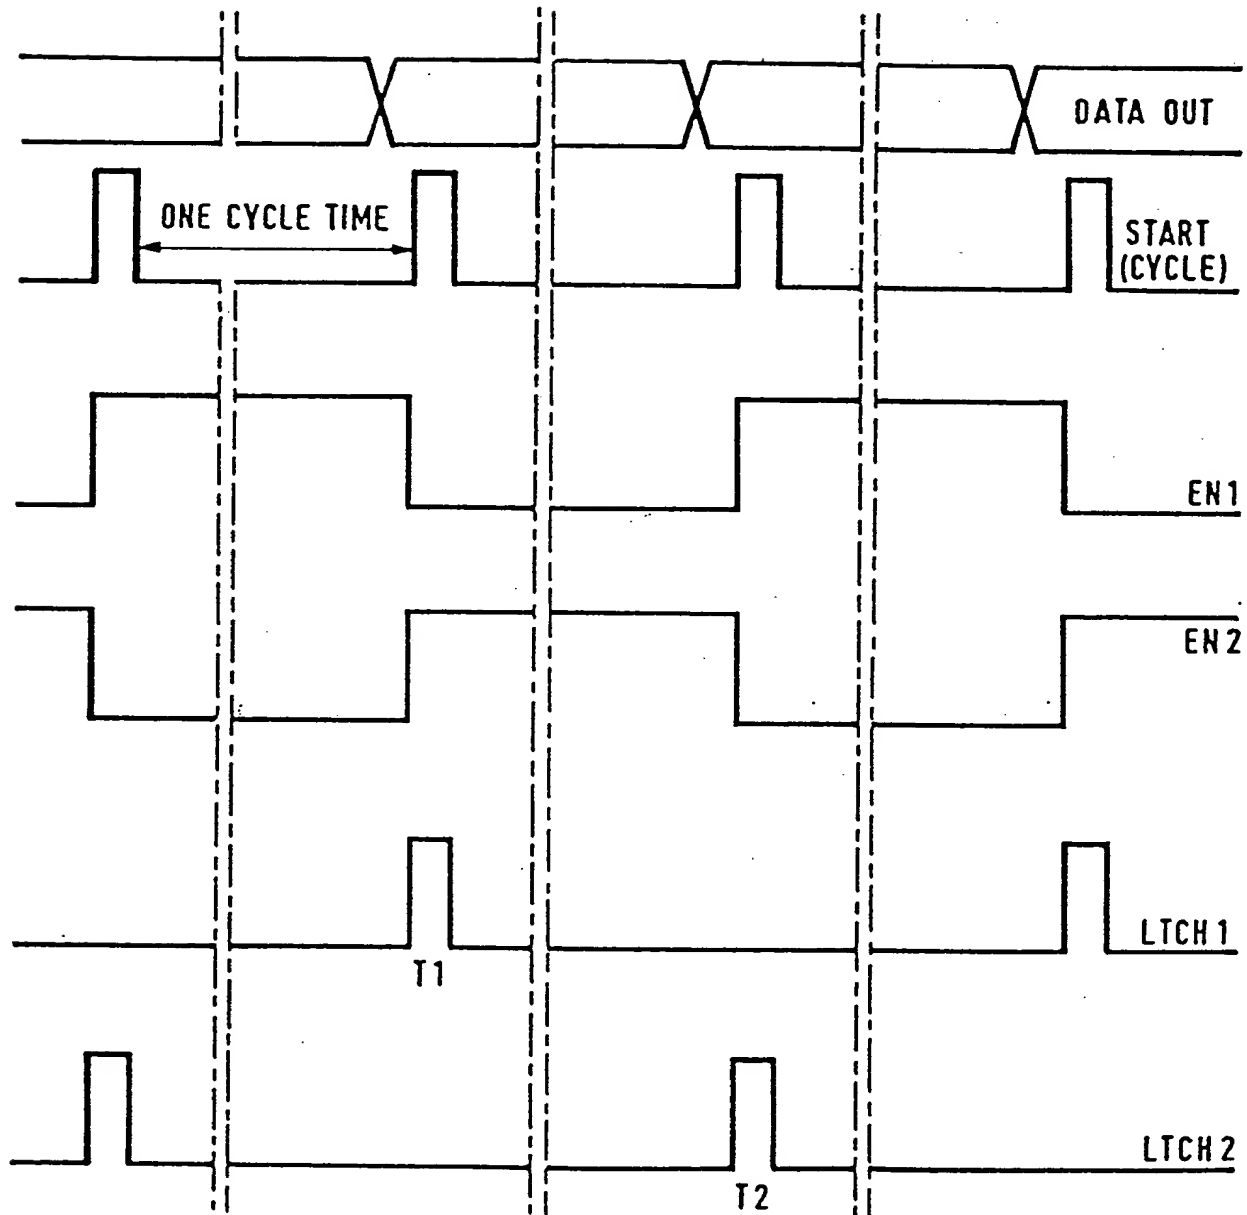 DATA OUT
ONE CYCLE TIME
START
(CYCLE)
EN1
EN2
LTCH1
T1
LTCH2
T2